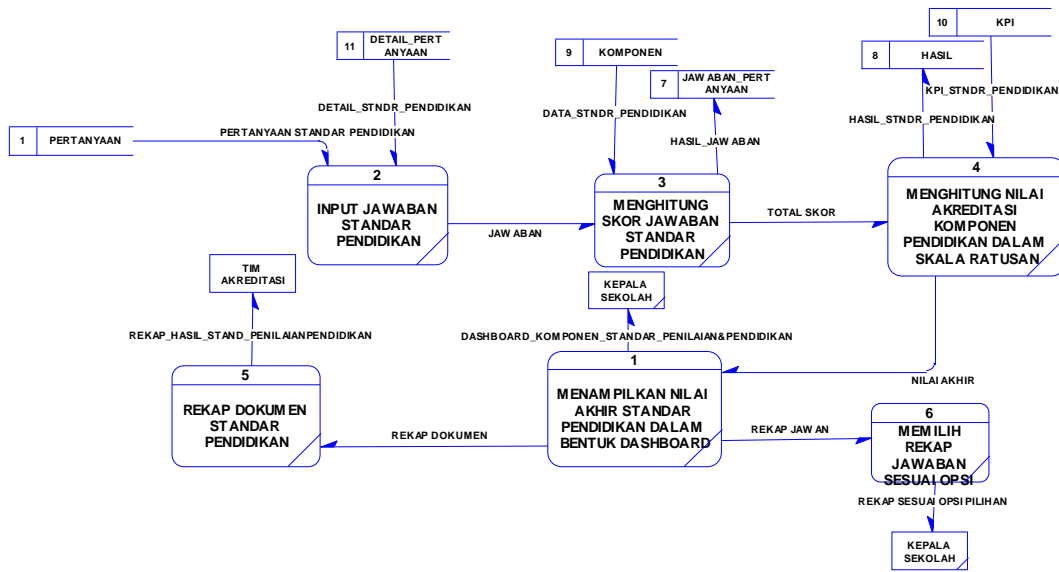 10
KPI
11
DETAIL_PERT
ANYAAN
9
KOMPONEN
8
HASIL
7
JAWABAN_PERT
ANYAAN
KPI_STNDR_PENDIDIKAN
DETAIL_STNDR_PENDIDIKAN
DATA_STNDR_PENDIDIKAN
HASIL_STNDR_PENDIDIKAN
1
PERTANYAAN
PERTANYAAN STANDAR PENDIDIKAN
HASIL_JAWABAN
2
INPUT JAWABAN
STANDAR
PENDIDIKAN
JAWABAN
3
MENGHITUNG
SKOR JAWABAN
STANDAR
PENDIDIKAN
TOTAL SKOR
4
MENGHITUNG NILAI
AKREDITASI
KOMPONEN
PENDIDIKAN DALAM
SKALA RATUSAN
TIM
AKREDITASI
KEPALA
SEKOLAH
REKAP_HASIL_STAND_PENILAIANPENDIDIKAN
DASHBOARD_KOMPONEN_STANDAR_PENILAIAN&PENDIDIKAN
5
REKAP DOKUMEN
STANDAR
PENDIDIKAN
REKAP DOKUMEN
1
MENAMPILKAN NILAI
AKHIR STANDAR
PENDIDIKAN DALAM
BENTUK DASHBOARD
NILAI AKHIR
REKAP JAWAN
6
MEMILIH
REKAP
JAWABAN
SESUAI OPSI
REKAP SESUAI OPSI PILIHAN
KEPALA
SEKOLAH